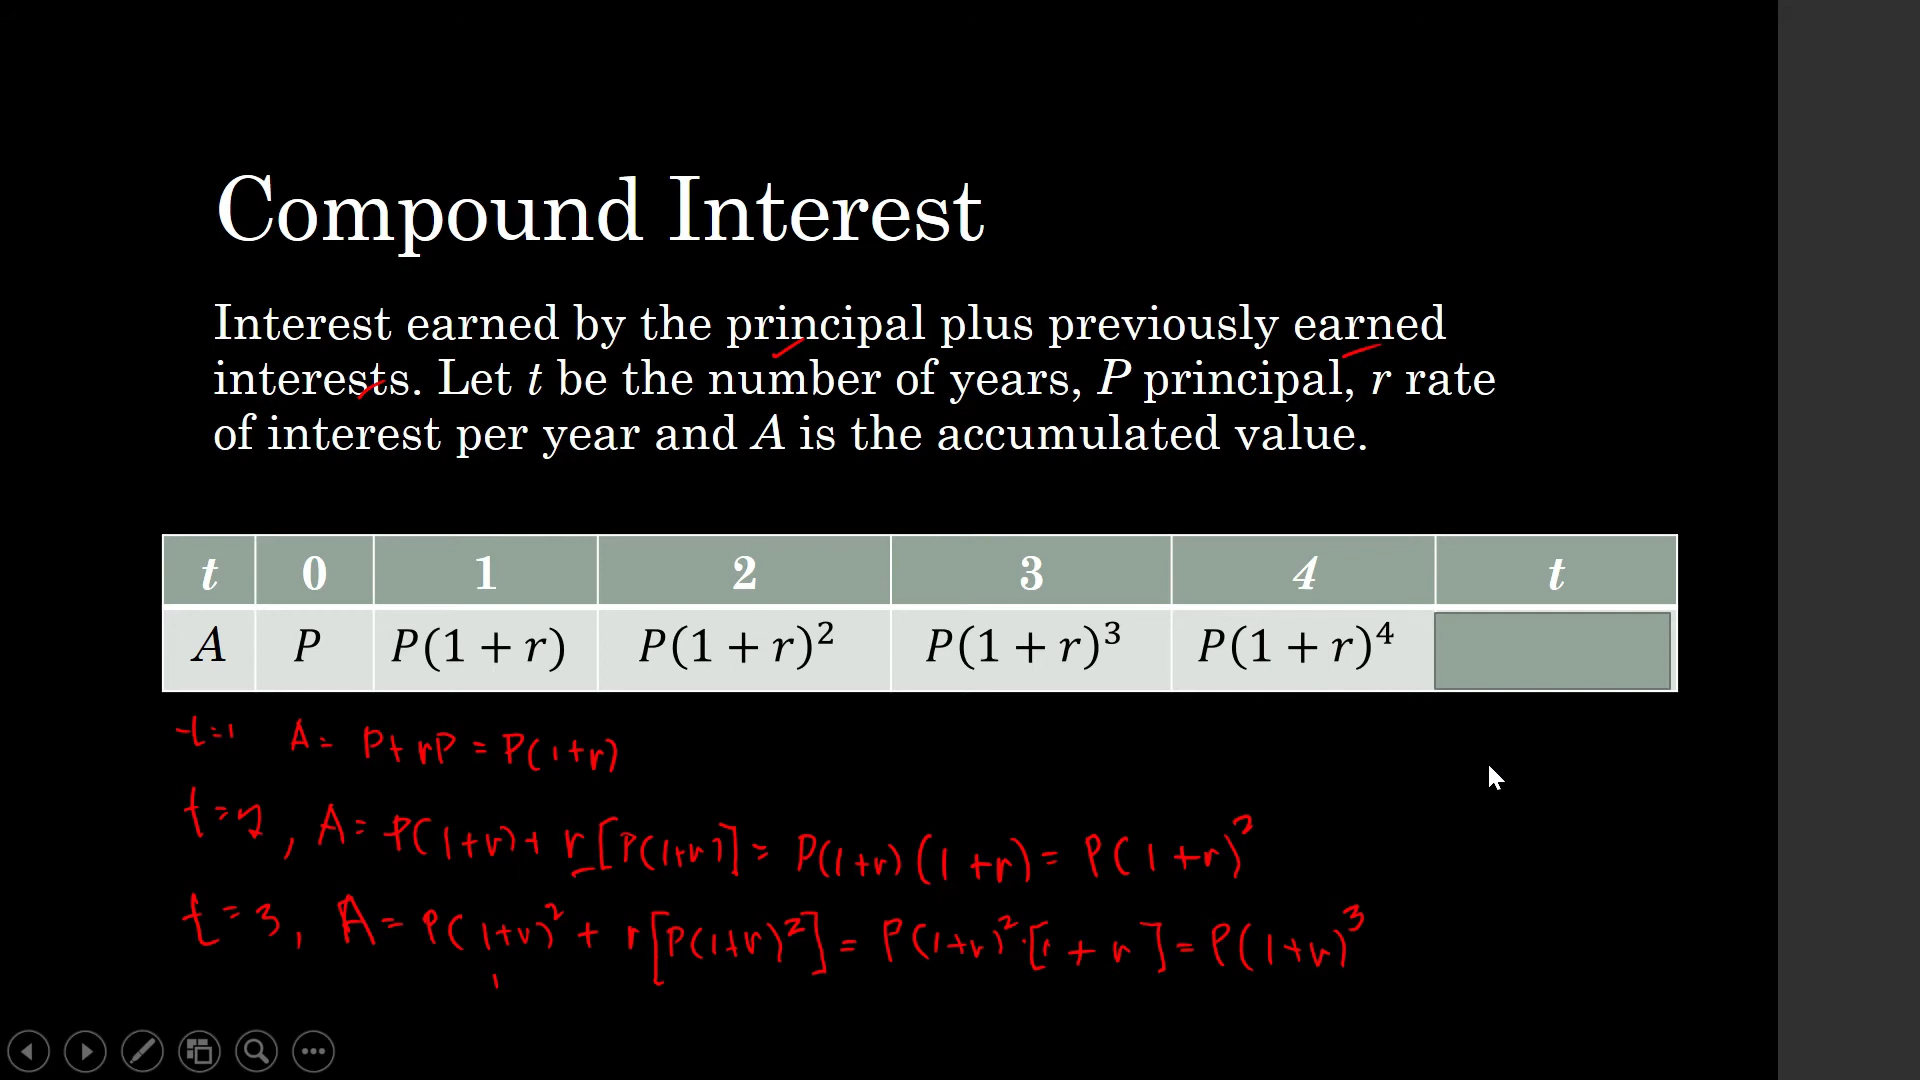 Compound Interest
Interest earned by the principal plus previously earned
interests. Let t be the number of years, P principal, r rate
of interest per year and A is the accumulated value.
t 0 1 2 3 4 t
A P P(1 + r) P(1 + r)² P(1 + r)³ P(1 + r)⁴
t=1 A= P+rP = P(1+r)
t=2, A= P(1+r)+ r[P(1+r)] = P(1+r)(1+r) = P(1+r)²
t=3, A= P(1+r)² + r[P(1+r)²] = P(1+r)²·[1+r] = P(1+r)³